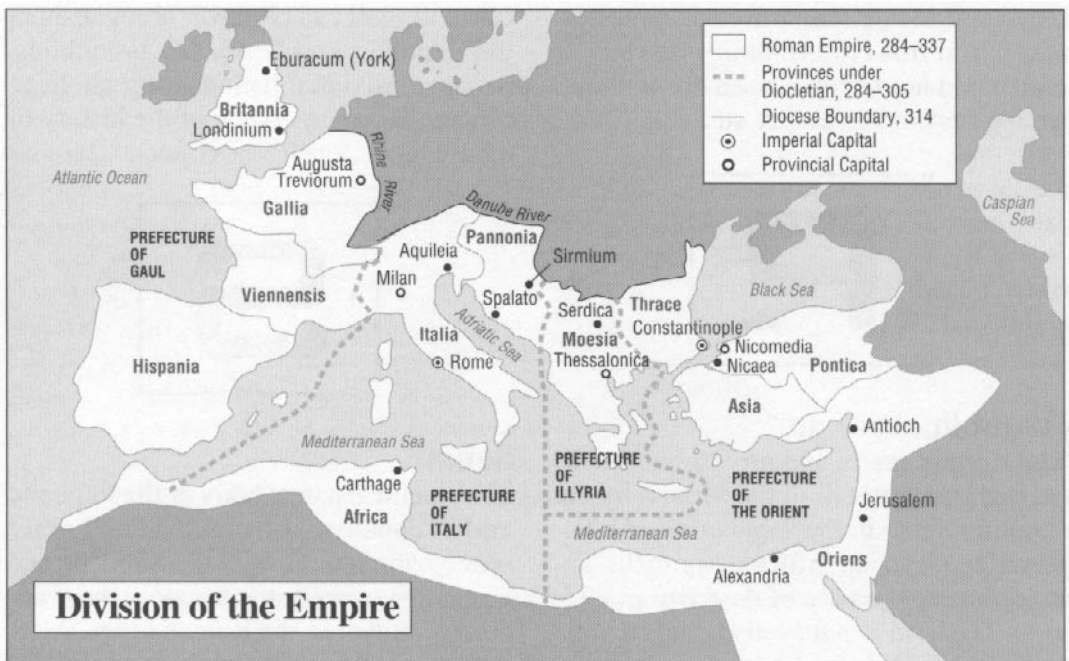 Eburacum (York)
Britannia
Londinium
Atlantic Ocean
Augusta
Treviorum
Rhine
River
Gallia
PREFECTURE
OF
GAUL
Viennensis
Hispania
Danube River
Pannonia
Aquileia
Sirmium
Milan
Spalato
Adriatic Sea
Italia
Rome
Serdica
Moesia
Thessalonica
Thrace
Constantinople
Black Sea
Caspian
Sea
Nicomedia
Nicaea
Pontica
Asia
Antioch
Mediterranean Sea
Carthage
Africa
PREFECTURE
OF
ITALY
PREFECTURE
OF
ILLYRIA
PREFECTURE
OF
THE ORIENT
Mediterranean Sea
Jerusalem
Oriens
Alexandria
Roman Empire, 284–337
Provinces under
Diocletian, 284–305
Diocese Boundary, 314
Imperial Capital
Provincial Capital
Division of the Empire